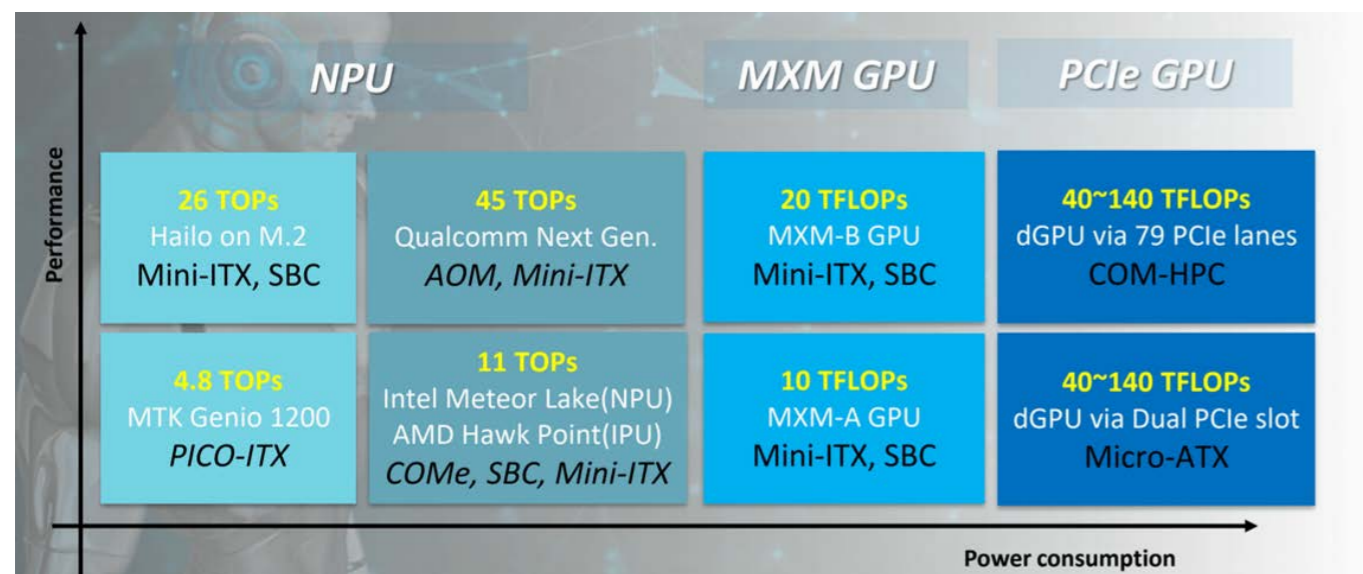 NPU
MXM GPU
PCIe GPU
Performance
26 TOPs
Hailo on M.2
Mini-ITX, SBC
45 TOPs
Qualcomm Next Gen.
AOM, Mini-ITX
20 TFLOPs
MXM-B GPU
Mini-ITX, SBC
40~140 TFLOPs
dGPU via 79 PCIe lanes
COM-HPC
4.8 TOPs
MTK Genio 1200
PICO-ITX
11 TOPs
Intel Meteor Lake(NPU)
AMD Hawk Point(IPU)
COMe, SBC, Mini-ITX
10 TFLOPs
MXM-A GPU
Mini-ITX, SBC
40~140 TFLOPs
dGPU via Dual PCIe slot
Micro-ATX
Power consumption